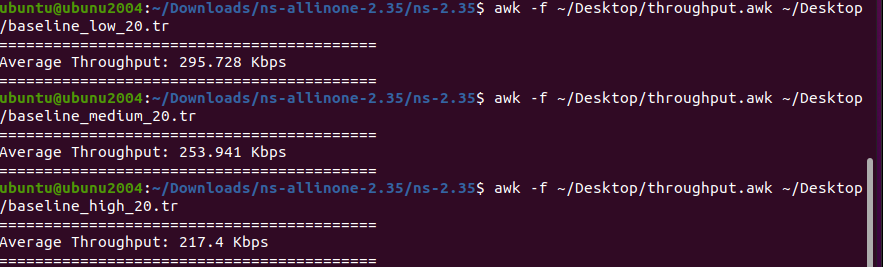 ubuntu@ubunu2004:~/Downloads/ns-allinone-2.35/ns-2.35$ awk -f ~/Desktop/throughput.awk ~/Desktop
/baseline_low_20.tr
==========================================
Average Throughput: 295.728 Kbps
==========================================
ubuntu@ubunu2004:~/Downloads/ns-allinone-2.35/ns-2.35$ awk -f ~/Desktop/throughput.awk ~/Desktop
/baseline_medium_20.tr
==========================================
Average Throughput: 253.941 Kbps
==========================================
ubuntu@ubunu2004:~/Downloads/ns-allinone-2.35/ns-2.35$ awk -f ~/Desktop/throughput.awk ~/Desktop
/baseline_high_20.tr
==========================================
Average Throughput: 217.4 Kbps
==========================================